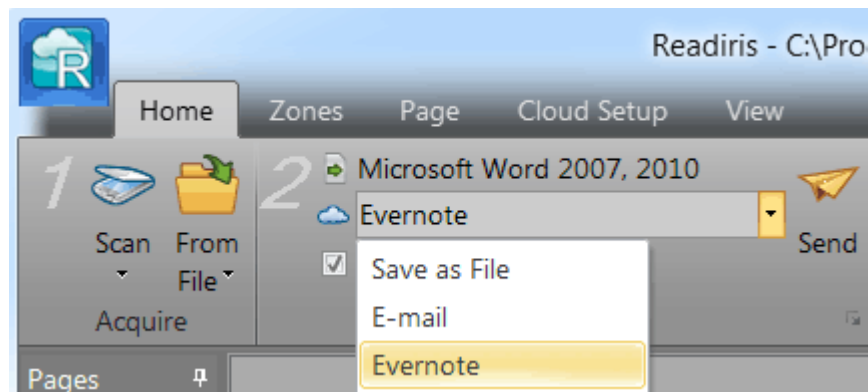 Readiris - C:\Pro
R
Home Zones Page Cloud Setup View
1 Scan From File Acquire
2 Microsoft Word 2007, 2010
Evernote
Send
Save as File
E-mail
Evernote
Pages